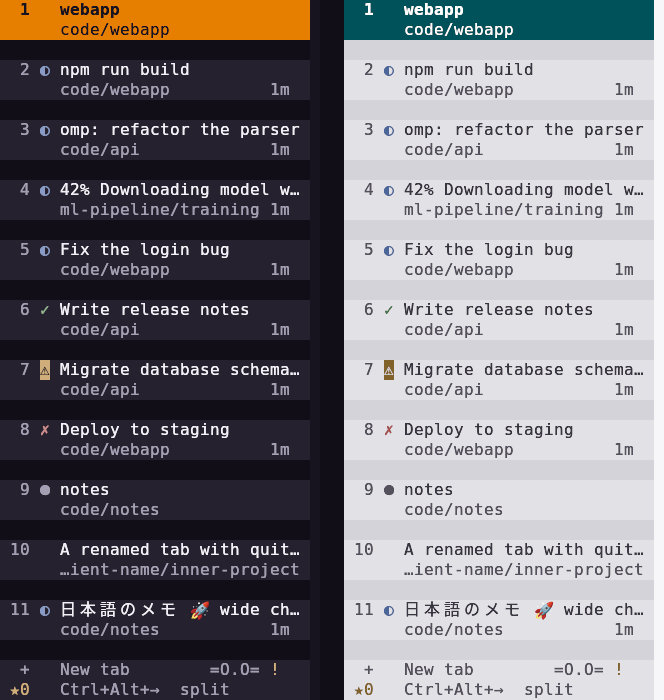 1 webapp
code/webapp
2 ◐ npm run build
code/webapp 1m
3 ◐ omp: refactor the parser
code/api 1m
4 ◐ 42% Downloading model w…
ml-pipeline/training 1m
5 ◐ Fix the login bug
code/webapp 1m
6 ✓ Write release notes
code/api 1m
7 ⚠ Migrate database schema…
code/api 1m
8 ✗ Deploy to staging
code/webapp 1m
9 ● notes
code/notes
10 A renamed tab with quit…
…ient-name/inner-project
11 ◐ 日本語のメモ 🚀 wide ch…
code/notes 1m
+ New tab =O.O= !
★0 Ctrl+Alt+→ split
1 webapp
code/webapp
2 ◐ npm run build
code/webapp 1m
3 ◐ omp: refactor the parser
code/api 1m
4 ◐ 42% Downloading model w…
ml-pipeline/training 1m
5 ◐ Fix the login bug
code/webapp 1m
6 ✓ Write release notes
code/api 1m
7 ⚠ Migrate database schema…
code/api 1m
8 ✗ Deploy to staging
code/webapp 1m
9 ● notes
code/notes
10 A renamed tab with quit…
…ient-name/inner-project
11 ◐ 日本語のメモ 🚀 wide ch…
code/notes 1m
+ New tab =O.O= !
★0 Ctrl+Alt+→ split